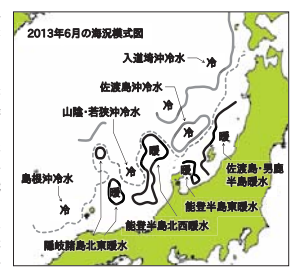 2013年6月の海況模式図
入道埼沖冷水
冷
佐渡島沖冷水
冷
山陰・若狭沖冷水
冷
暖
暖
冷
島根沖冷水
冷
暖
暖
佐渡島・男鹿
半島暖水
能登半島東暖水
能登半島北西暖水
隠岐諸島北東暖水